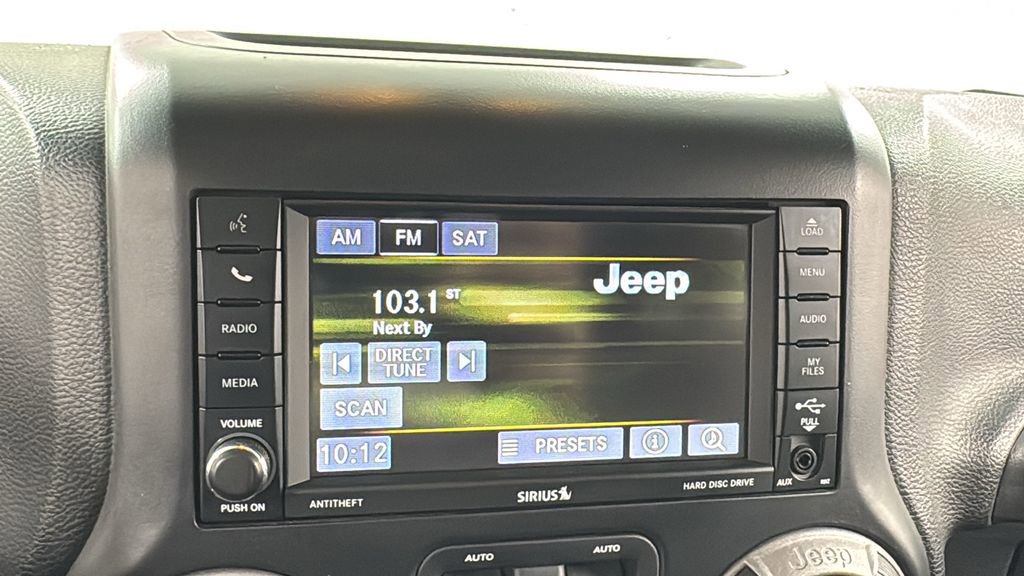 AM FM SAT
Jeep
103.1 ST
Next By
DIRECT
TUNE
SCAN
10:12 PRESETS
RADIO
MEDIA
VOLUME
PUSH ON
LOAD
MENU
AUDIO
MY
FILES
PULL
AUX
ANTITHEFT SIRIUS HARD DISC DRIVE
AUTO AUTO
Jeep